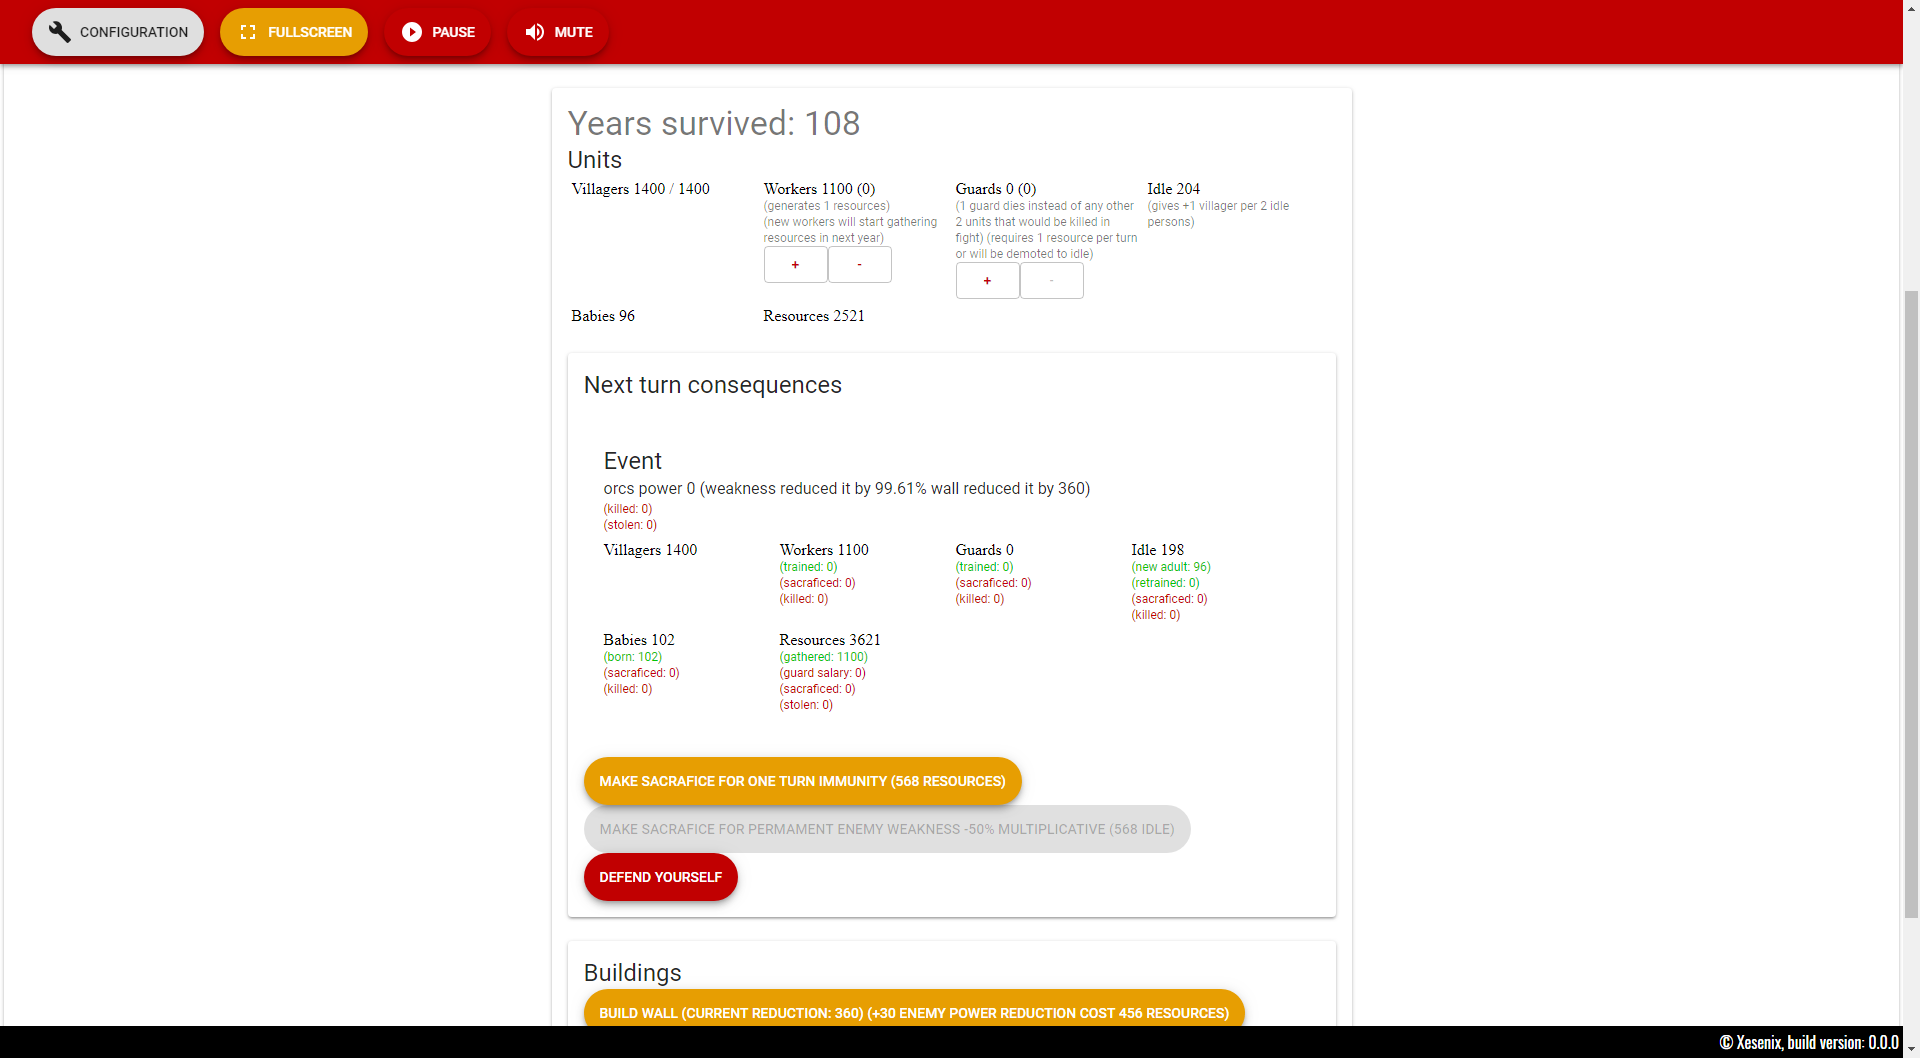 CONFIGURATION
FULLSCREEN
PAUSE
MUTE
Years survived: 108
Units
Villagers 1400 / 1400
Workers 1100 (0)
(generates 1 resources)
(new workers will start gathering
resources in next year)
+
-
Guards 0 (0)
(1 guard dies instead of any other
2 units that would be killed in
fight) (requires 1 resource per turn
or will be demoted to idle)
+
-
Idle 204
(gives +1 villager per 2 idle
persons)
Babies 96
Resources 2521
Next turn consequences
Event
orcs power 0 (weakness reduced it by 99.61% wall reduced it by 360)
(killed: 0)
(stolen: 0)
Villagers 1400
Workers 1100
(trained: 0)
(sacraficed: 0)
(killed: 0)
Guards 0
(trained: 0)
(sacraficed: 0)
(killed: 0)
Idle 198
(new adult: 96)
(retrained: 0)
(sacraficed: 0)
(killed: 0)
Babies 102
(born: 102)
(sacraficed: 0)
(killed: 0)
Resources 3621
(gathered: 1100)
(guard salary: 0)
(sacraficed: 0)
(stolen: 0)
MAKE SACRAFICE FOR ONE TURN IMMUNITY (568 RESOURCES)
MAKE SACRAFICE FOR PERMAMENT ENEMY WEAKNESS -50% MULTIPLICATIVE (568 IDLE)
DEFEND YOURSELF
Buildings
BUILD WALL (CURRENT REDUCTION: 360) (+30 ENEMY POWER REDUCTION COST 456 RESOURCES)
© Xesenix, build version: 0.0.0